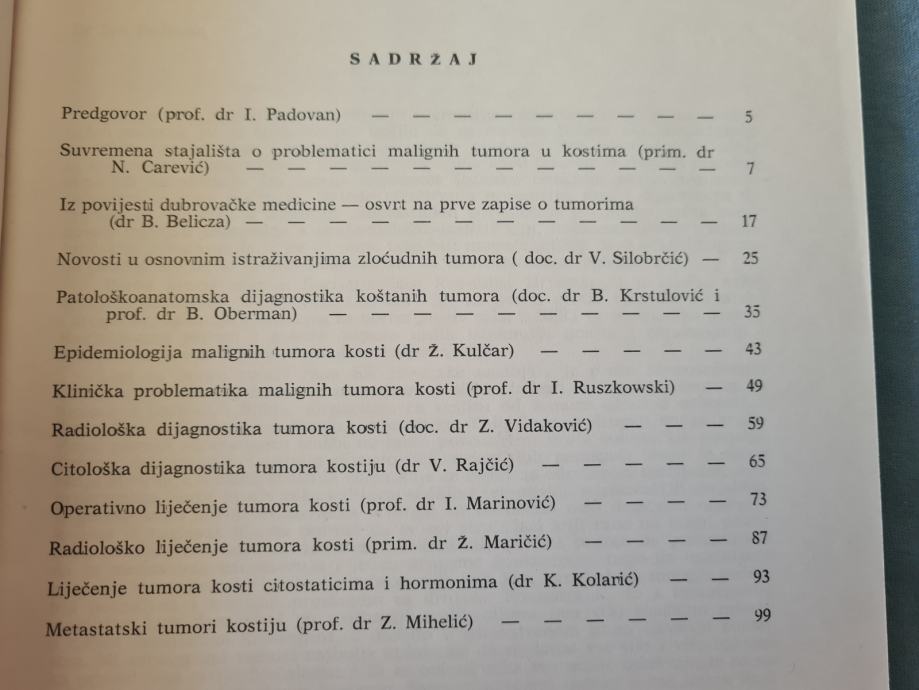 SADRŽAJ
Predgovor (prof. dr I. Padovan) — — — — — — — — — 5
Suvremena stajališta o problematici malignih tumora u kostima (prim. dr
N. Carević) — — — — — — — — — — — — 7
Iz povijesti dubrovačke medicine — osvrt na prve zapise o tumorima
(dr B. Belicza) — — — — — — — — — — — — 17
Novosti u osnovnim istraživanjima zloćudnih tumora ( doc. dr V. Silobrčić) — 25
Patološkoanatomska dijagnostika koštanih tumora (doc. dr B. Krstulović i
prof. dr B. Oberman) — — — — — — — — — — 35
Epidemiologija malignih tumora kosti (dr Ž. Kulčar) — — — — — 43
Klinička problematika malignih tumora kosti (prof. dr I. Ruszkowski) — 49
Radiološka dijagnostika tumora kosti (doc. dr Z. Vidaković) — — — 59
Citološka dijagnostika tumora kostiju (dr V. Rajčić) — — — — — 65
Operativno liječenje tumora kosti (prof. dr I. Marinović) — — — — 73
Radiološko liječenje tumora kosti (prim. dr Ž. Maričić) — — — — 87
Liječenje tumora kosti citostaticima i hormonima (dr K. Kolarić) — — 93
Metastatski tumori kostiju (prof. dr Z. Mihelić) — — — — — — 99